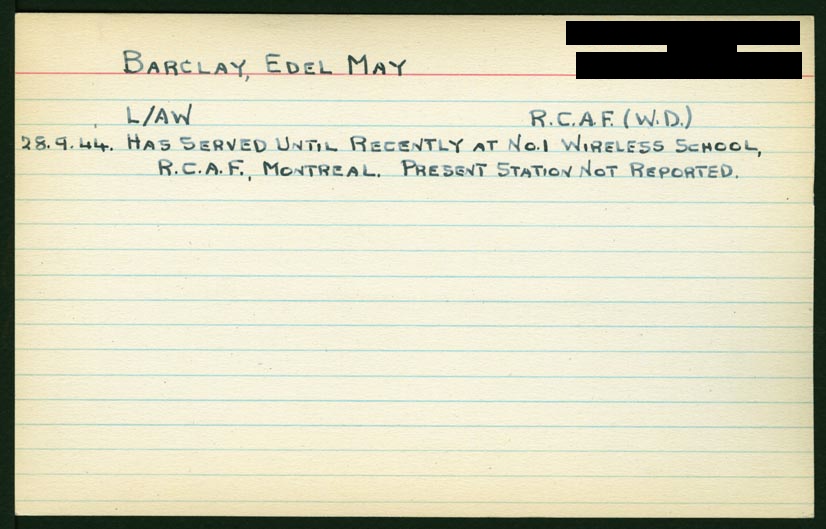 BARCLAY, EDEL MAY
L/AW R.C.A.F. (W.D.)
28.9.44. HAS SERVED UNTIL RECENTLY AT NO.1 WIRELESS SCHOOL,
R.C.A.F., MONTREAL. PRESENT STATION NOT REPORTED.